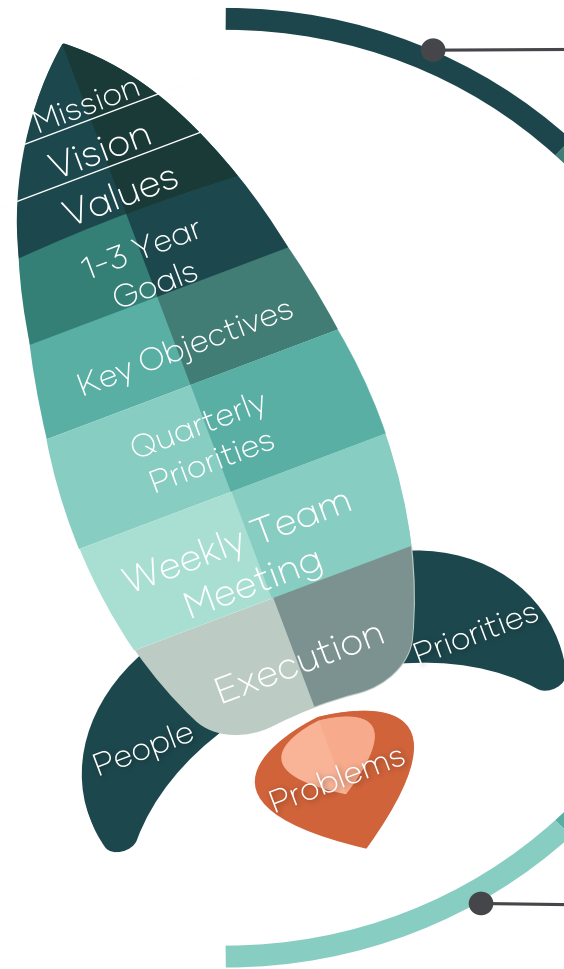 Mission
Vision
Values
1-3 Year
Goals
Key Objectives
Quarterly
Priorities
Weekly Team
Meeting
Execution
Priorities
People
Problems